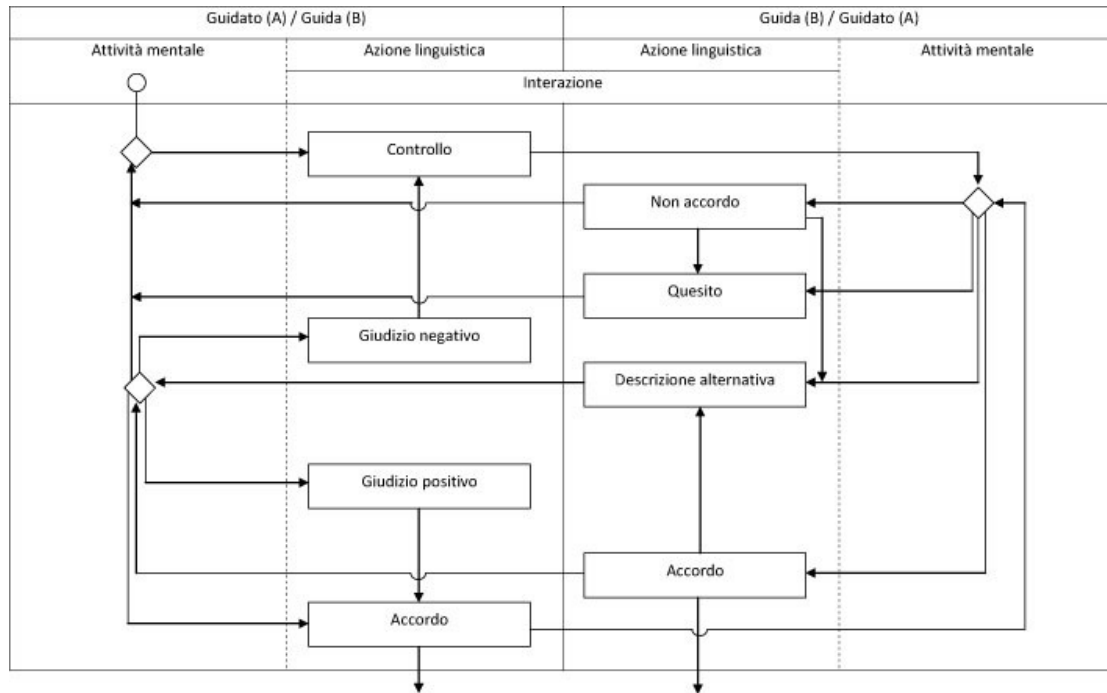 Guidato (A) / Guida (B)
Guida (B) / Guidato (A)
Attività mentale
Azione linguistica
Azione linguistica
Attività mentale
Interazione
Controllo
Non accordo
Quesito
Giudizio negativo
Descrizione alternativa
Giudizio positivo
Accordo
Accordo